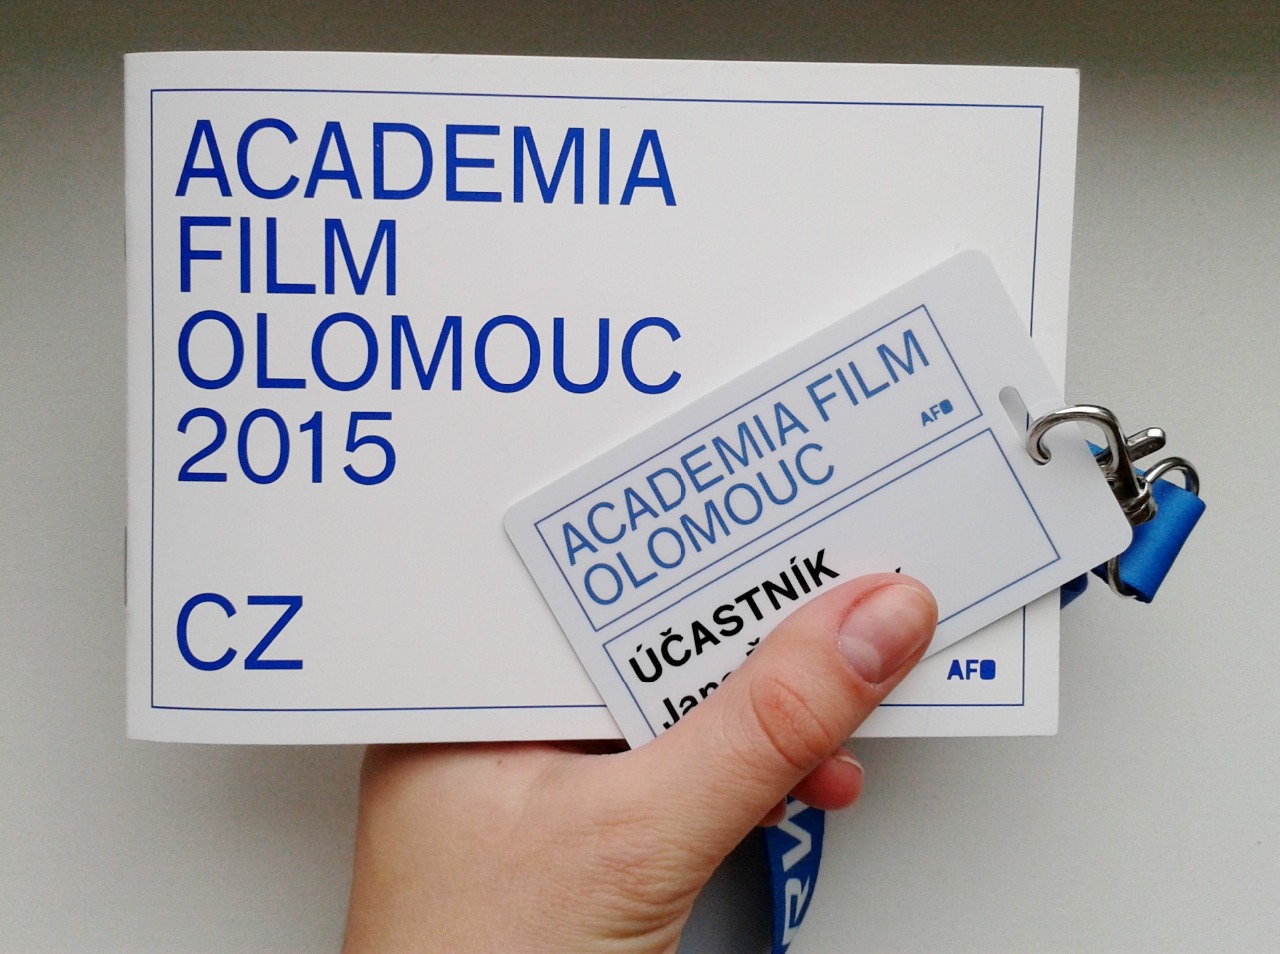 ACADEMIA
FILM
OLOMOUC
2015
CZ
AFO
ACADEMIA FILM
OLOMOUC
AFO
ÚČASTNÍK